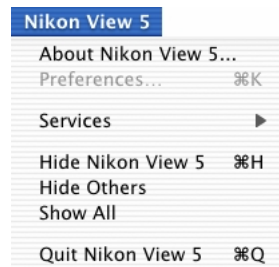 Nikon View 5
About Nikon View 5...
Preferences... ⌘K
Services ▶
Hide Nikon View 5 ⌘H
Hide Others
Show All
Quit Nikon View 5 ⌘Q